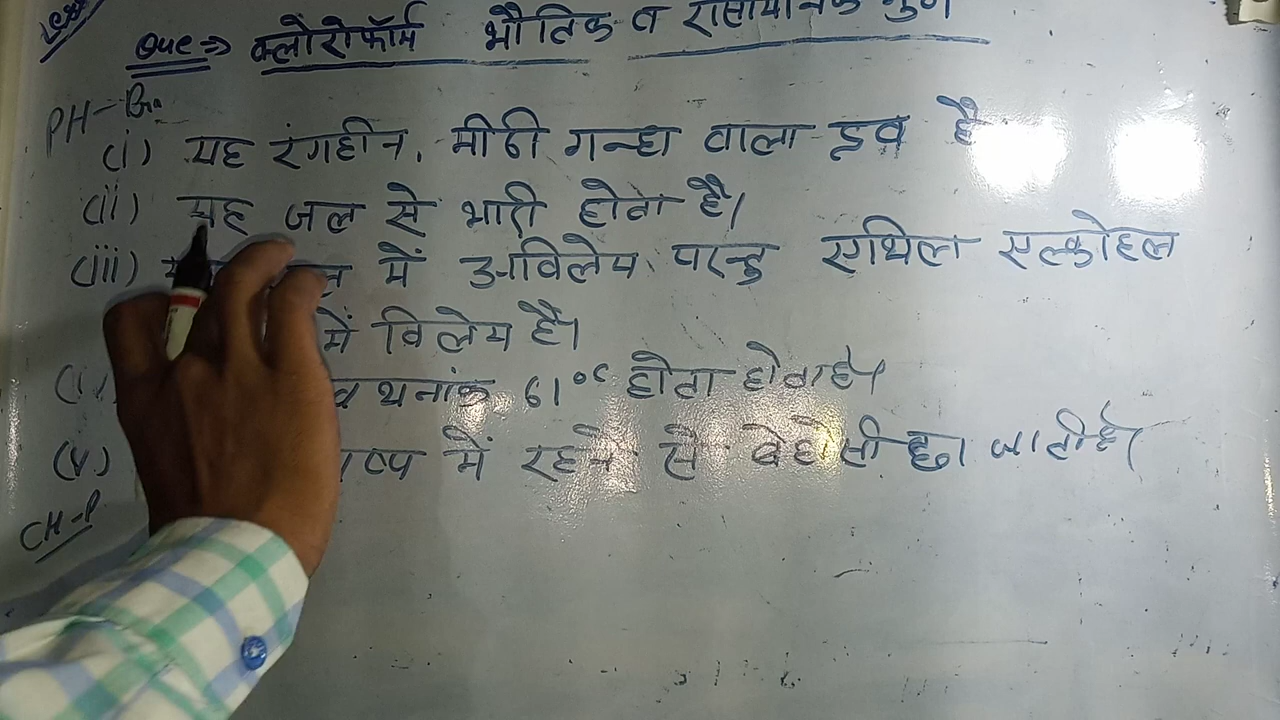 Que⇒ क्लोरोफॉर्म भौतिक व रासायनिक गुण
PH-
(i) यह रंगहीन, मीठी गन्ध वाला द्रव है
(ii) यह जल से भारी होता है।
(iii) में अविलेय, परन्तु एथिल एल्कोहल
में विलेय है।
थनांक 61°C होता होता है।
(v) में रहने से बेहोसी छा जाती है।
CH-P